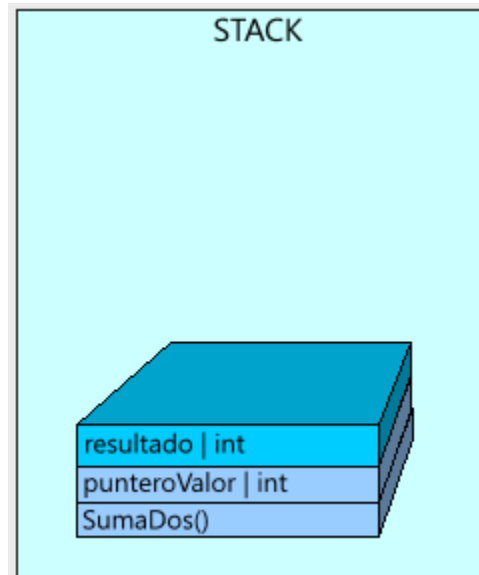 STACK
resultado | int
punteroValor | int
SumaDos()